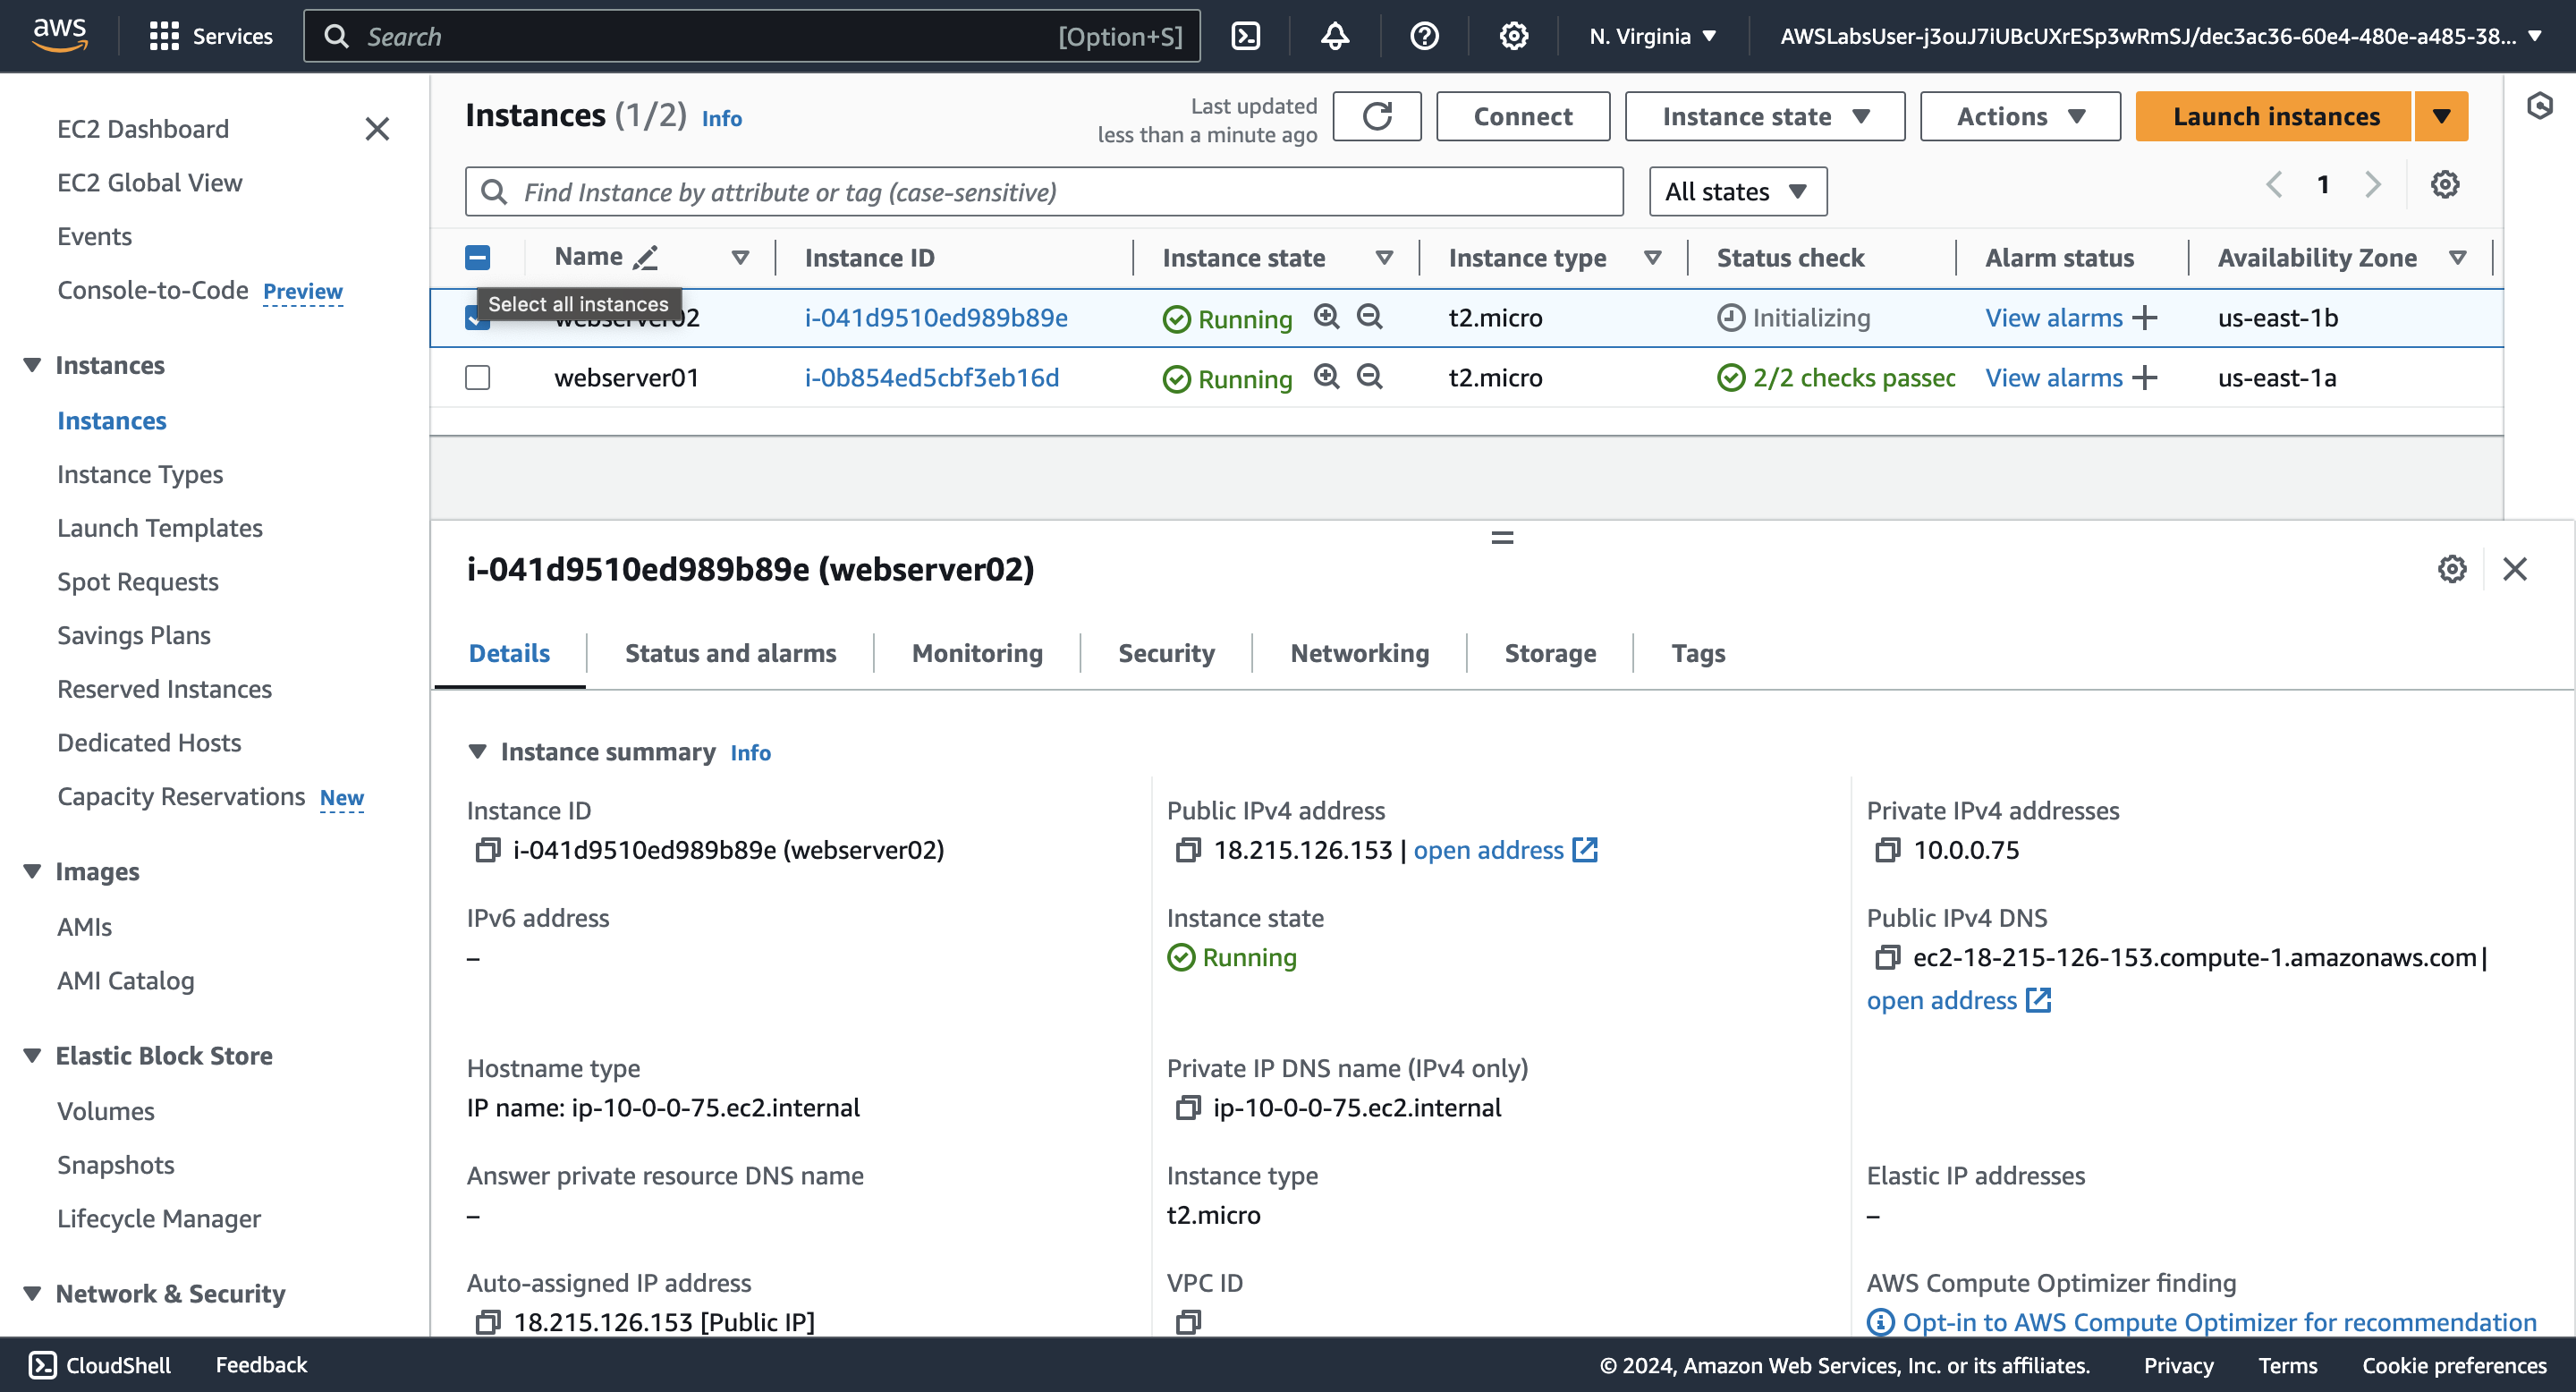 aws
Services
Search
[Option+S]
N. Virginia
AWSLabsUser-j3ouJ7iUBcUXrESp3wRmSJ/dec3ac36-60e4-480e-a485-38...
EC2 Dashboard
EC2 Global View
Events
Console-to-Code Preview
Instances
Instances
Instance Types
Launch Templates
Spot Requests
Savings Plans
Reserved Instances
Dedicated Hosts
Capacity Reservations New
Images
AMIs
AMI Catalog
Elastic Block Store
Volumes
Snapshots
Lifecycle Manager
Network & Security
Instances (1/2) Info
Last updated
less than a minute ago
Connect
Instance state
Actions
Launch instances
Find Instance by attribute or tag (case-sensitive)
All states
1
Name Instance ID Instance state Instance type Status check Alarm status Availability Zone
Select all instances
webserver02 i-041d9510ed989b89e Running t2.micro Initializing View alarms us-east-1b
webserver01 i-0b854ed5cbf3eb16d Running t2.micro 2/2 checks passec View alarms us-east-1a
i-041d9510ed989b89e (webserver02)
Details Status and alarms Monitoring Security Networking Storage Tags
Instance summary Info
Instance ID
i-041d9510ed989b89e (webserver02)
Public IPv4 address
18.215.126.153 | open address
Private IPv4 addresses
10.0.0.75
IPv6 address
–
Instance state
Running
Public IPv4 DNS
ec2-18-215-126-153.compute-1.amazonaws.com |
open address
Hostname type
IP name: ip-10-0-0-75.ec2.internal
Private IP DNS name (IPv4 only)
ip-10-0-0-75.ec2.internal
Answer private resource DNS name
–
Instance type
t2.micro
Elastic IP addresses
–
Auto-assigned IP address
18.215.126.153 [Public IP]
VPC ID
AWS Compute Optimizer finding
Opt-in to AWS Compute Optimizer for recommendation
CloudShell
Feedback
© 2024, Amazon Web Services, Inc. or its affiliates.
Privacy
Terms
Cookie preferences